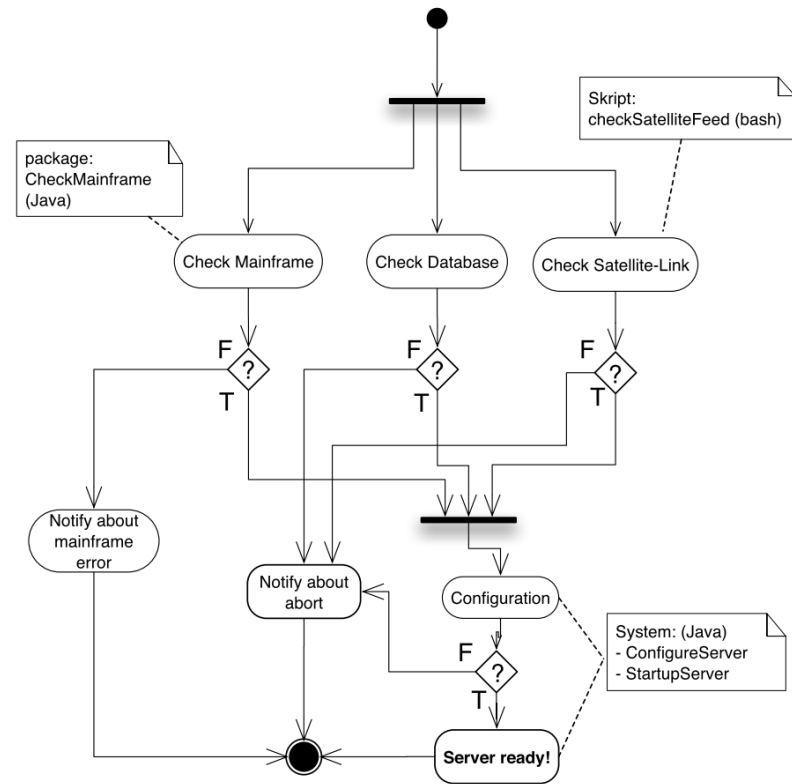 Skript:
checkSatelliteFeed (bash)
package:
CheckMainframe
(Java)
Check Mainframe
Check Database
Check Satellite-Link
F
?
T
F
?
T
F
?
T
Notify about
mainframe
error
Notify about
abort
Configuration
System: (Java)
- ConfigureServer
- StartupServer
F
?
T
Server ready!